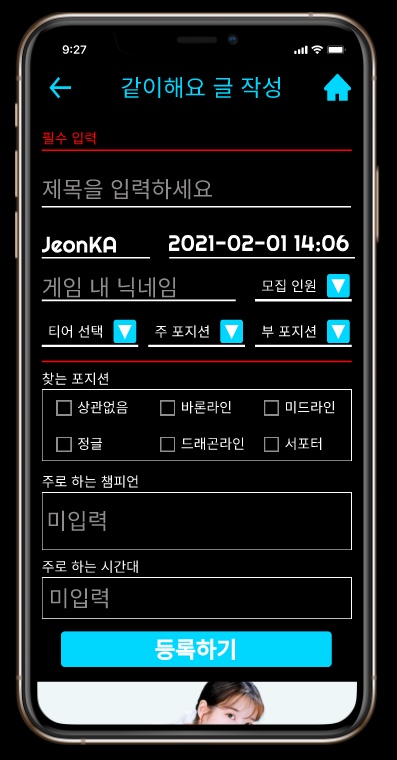 9:27
같이해요 글 작성
필수 입력
제목을 입력하세요
JeonKA 2021-02-01 14:06
게임 내 닉네임 모집 인원
티어 선택 주 포지션 부 포지션
찾는 포지션
상관없음 바론라인 미드라인
정글 드래곤라인 서포터
주로 하는 챔피언
미입력
주로 하는 시간대
미입력
등록하기